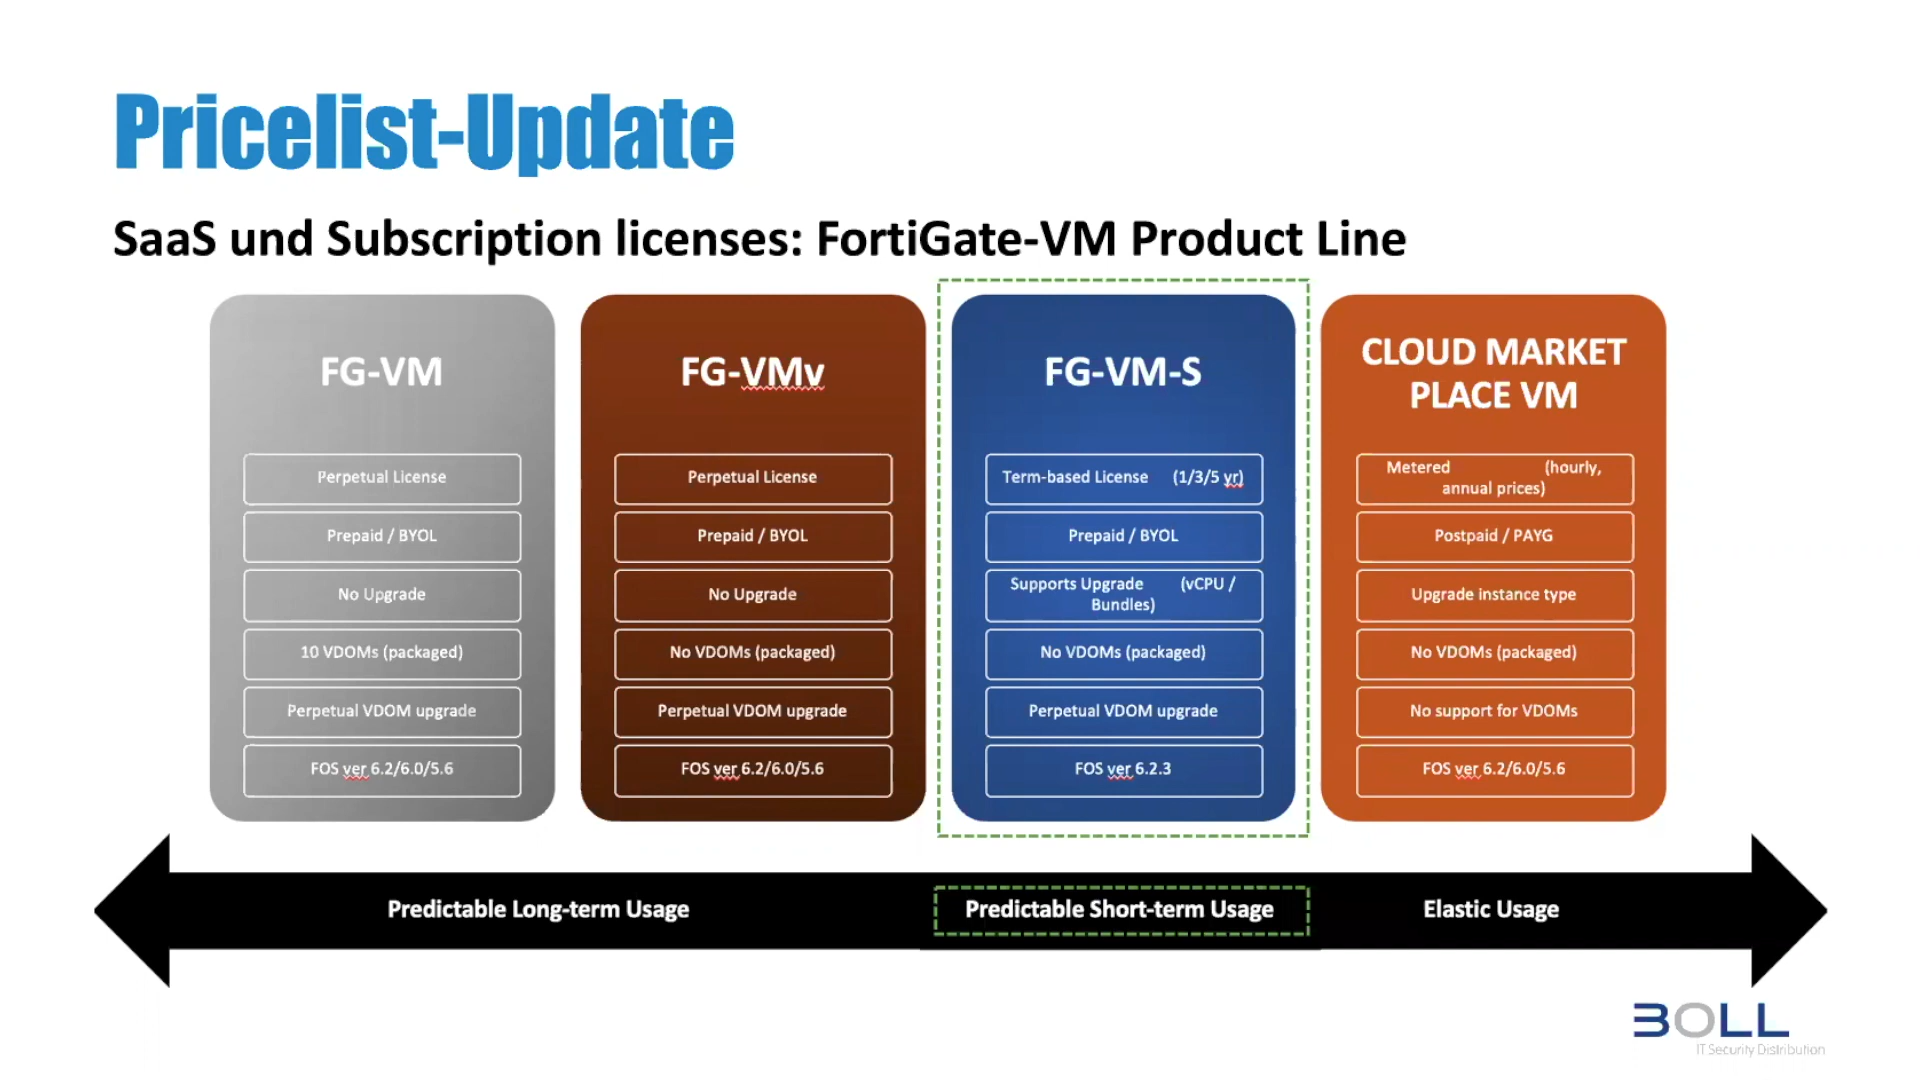 Pricelist-Update
SaaS und Subscription licenses: FortiGate-VM Product Line
FG-VM
Perpetual License
Prepaid / BYOL
No Upgrade
10 VDOMs (packaged)
Perpetual VDOM upgrade
FOS ver 6.2/6.0/5.6
FG-VMv
Perpetual License
Prepaid / BYOL
No Upgrade
No VDOMs (packaged)
Perpetual VDOM upgrade
FOS ver 6.2/6.0/5.6
FG-VM-S
Term-based License (1/3/5 yr)
Prepaid / BYOL
Supports Upgrade (vCPU /
Bundles)
No VDOMs (packaged)
Perpetual VDOM upgrade
FOS ver 6.2.3
CLOUD MARKET
PLACE VM
Metered (hourly,
annual prices)
Postpaid / PAYG
Upgrade instance type
No VDOMs (packaged)
No support for VDOMs
FOS ver 6.2/6.0/5.6
Predictable Long-term Usage
Predictable Short-term Usage
Elastic Usage
BOLL
IT Security Distribution